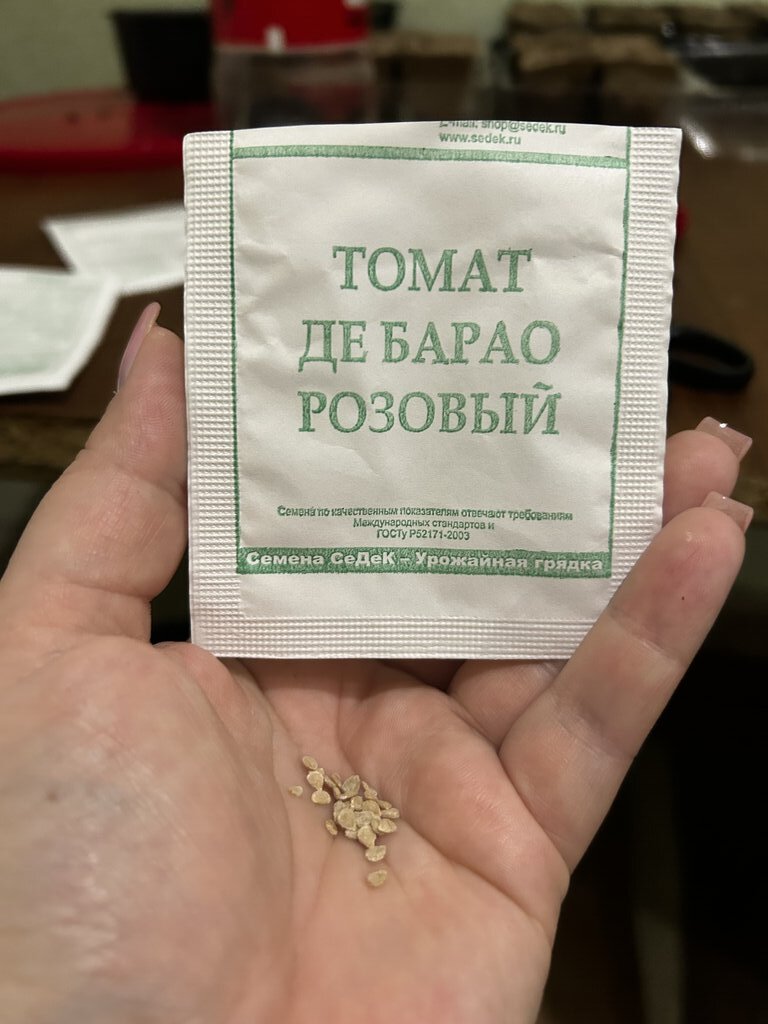 E-mail, shop@sedek.ru
www.sedek.ru
ТОМАТ
ДЕ БАРАО
РОЗОВЫЙ
Семена по качественным показателям отвечают требованиям
Международных стандартов и
ГОСТу Р52171-2003
Семена СеДеК – Урожайная грядка